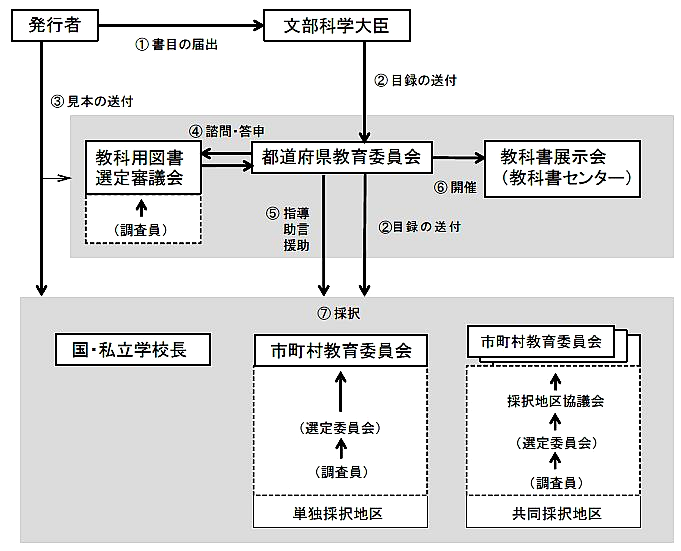 発行者
文部科学大臣
①書目の届出
②目録の送付
③見本の送付
④諮問・答申
教科用図書
選定審議会
都道府県教育委員会
教科書展示会
(教科書センター)
⑥開催
(調査員)
⑤指導
助言
援助
②目録の送付
⑦採択
国・私立学校長
市町村教育委員会
市町村教育委員会
採択地区協議会
(選定委員会)
(選定委員会)
(調査員)
(調査員)
単独採択地区
共同採択地区